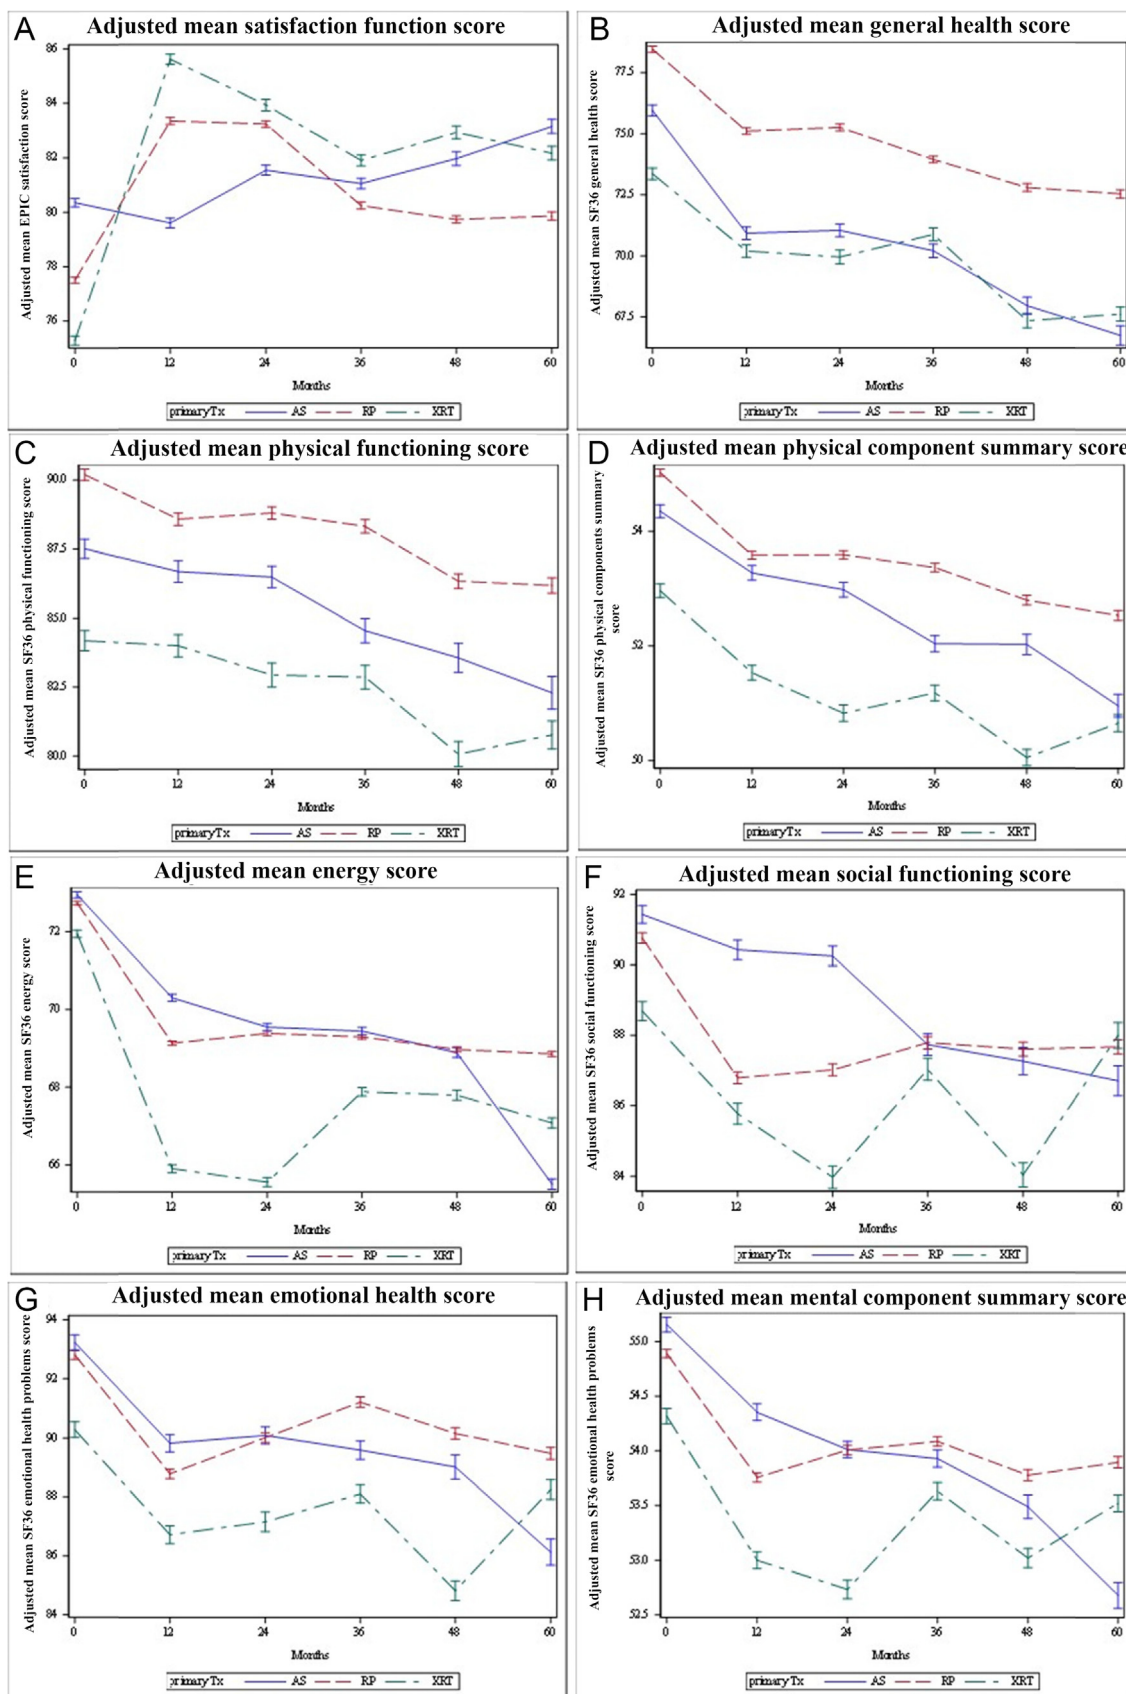 A
Adjusted mean satisfaction function score
Adjusted mean EPIC satisfaction score
86
84
82
80
78
76
0 12 24 36 48 60
Months
primaryTx AS RP XRT
B
Adjusted mean general health score
Adjusted mean SF36 general health score
77.5
75.0
72.5
70.0
67.5
0 12 24 36 48 60
Months
primaryTx AS RP XRT
C
Adjusted mean physical functioning score
Adjusted mean SF36 physical functioning score
90.0
87.5
85.0
82.5
80.0
0 12 24 36 48 60
Months
primaryTx AS RP XRT
D
Adjusted mean physical component summary score
Adjusted mean SF36 physical components summary
score
54
52
50
0 12 24 36 48 60
Months
primaryTx AS RP XRT
E
Adjusted mean energy score
Adjusted mean SF36 energy score
72
70
68
66
0 12 24 36 48 60
Months
primaryTx AS RP XRT
F
Adjusted mean social functioning score
Adjusted mean SF36 social functioning score
92
90
88
86
84
0 12 24 36 48 60
Months
primaryTx AS RP XRT
G
Adjusted mean emotional health score
Adjusted mean SF36 emotional health problems score
94
92
90
88
86
84
0 12 24 36 48 60
Months
primaryTx AS RP XRT
H
Adjusted mean mental component summary score
Adjusted mean SF36 emotional health problems
score
55.0
54.5
54.0
53.5
53.0
52.5
0 12 24 36 48 60
Months
primaryTx AS RP XRT